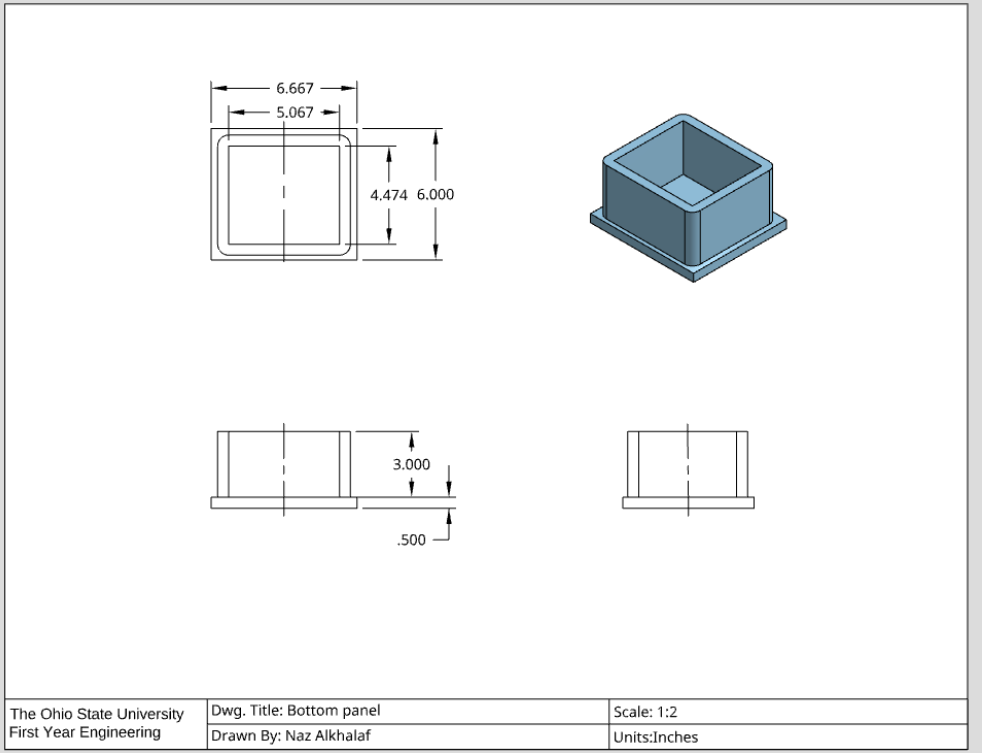 6.667
5.067
4.474 6.000
3.000
.500
The Ohio State University
First Year Engineering
Dwg. Title: Bottom panel
Drawn By: Naz Alkhalaf
Scale: 1:2
Units:Inches